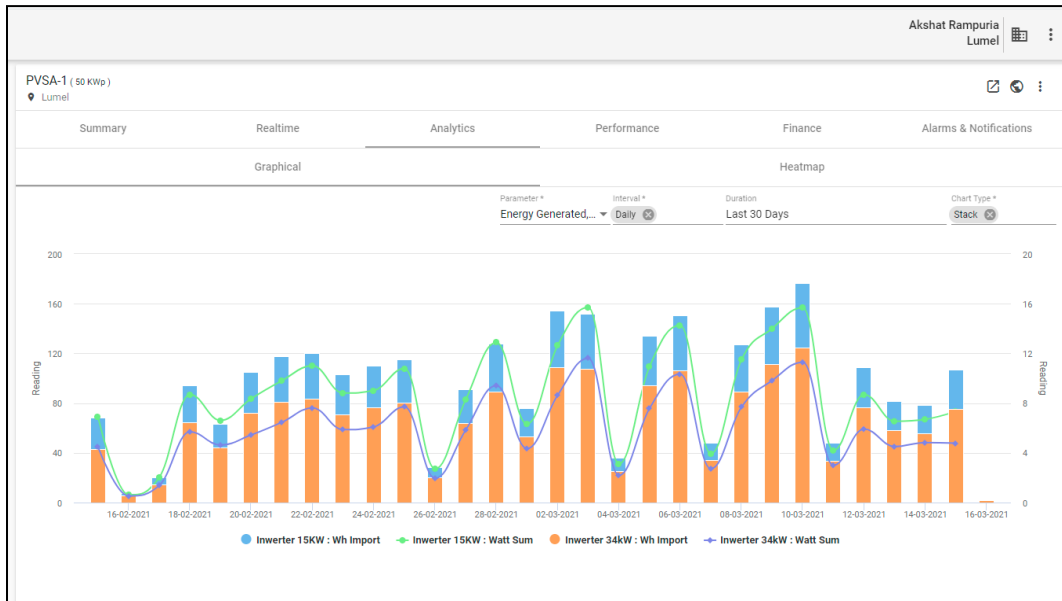 Akshat Rampuria
Lumel
PVSA-1 ( 50 KWp )
Lumel
Summary Realtime Analytics Performance Finance Alarms & Notifications
Graphical Heatmap
Parameter * Interval * Duration Chart Type *
Energy Generated,... Daily Last 30 Days Stack
200 20
160 16
120 12
80 8
40 4
0 0
Reading
Reading
16-02-2021 18-02-2021 20-02-2021 22-02-2021 24-02-2021 26-02-2021 28-02-2021 02-03-2021 04-03-2021 06-03-2021 08-03-2021 10-03-2021 12-03-2021 14-03-2021 16-03-2021
Inwerter 15KW : Wh Import Inwerter 15KW : Watt Sum Inwerter 34kW : Wh Import Inwerter 34kW : Watt Sum